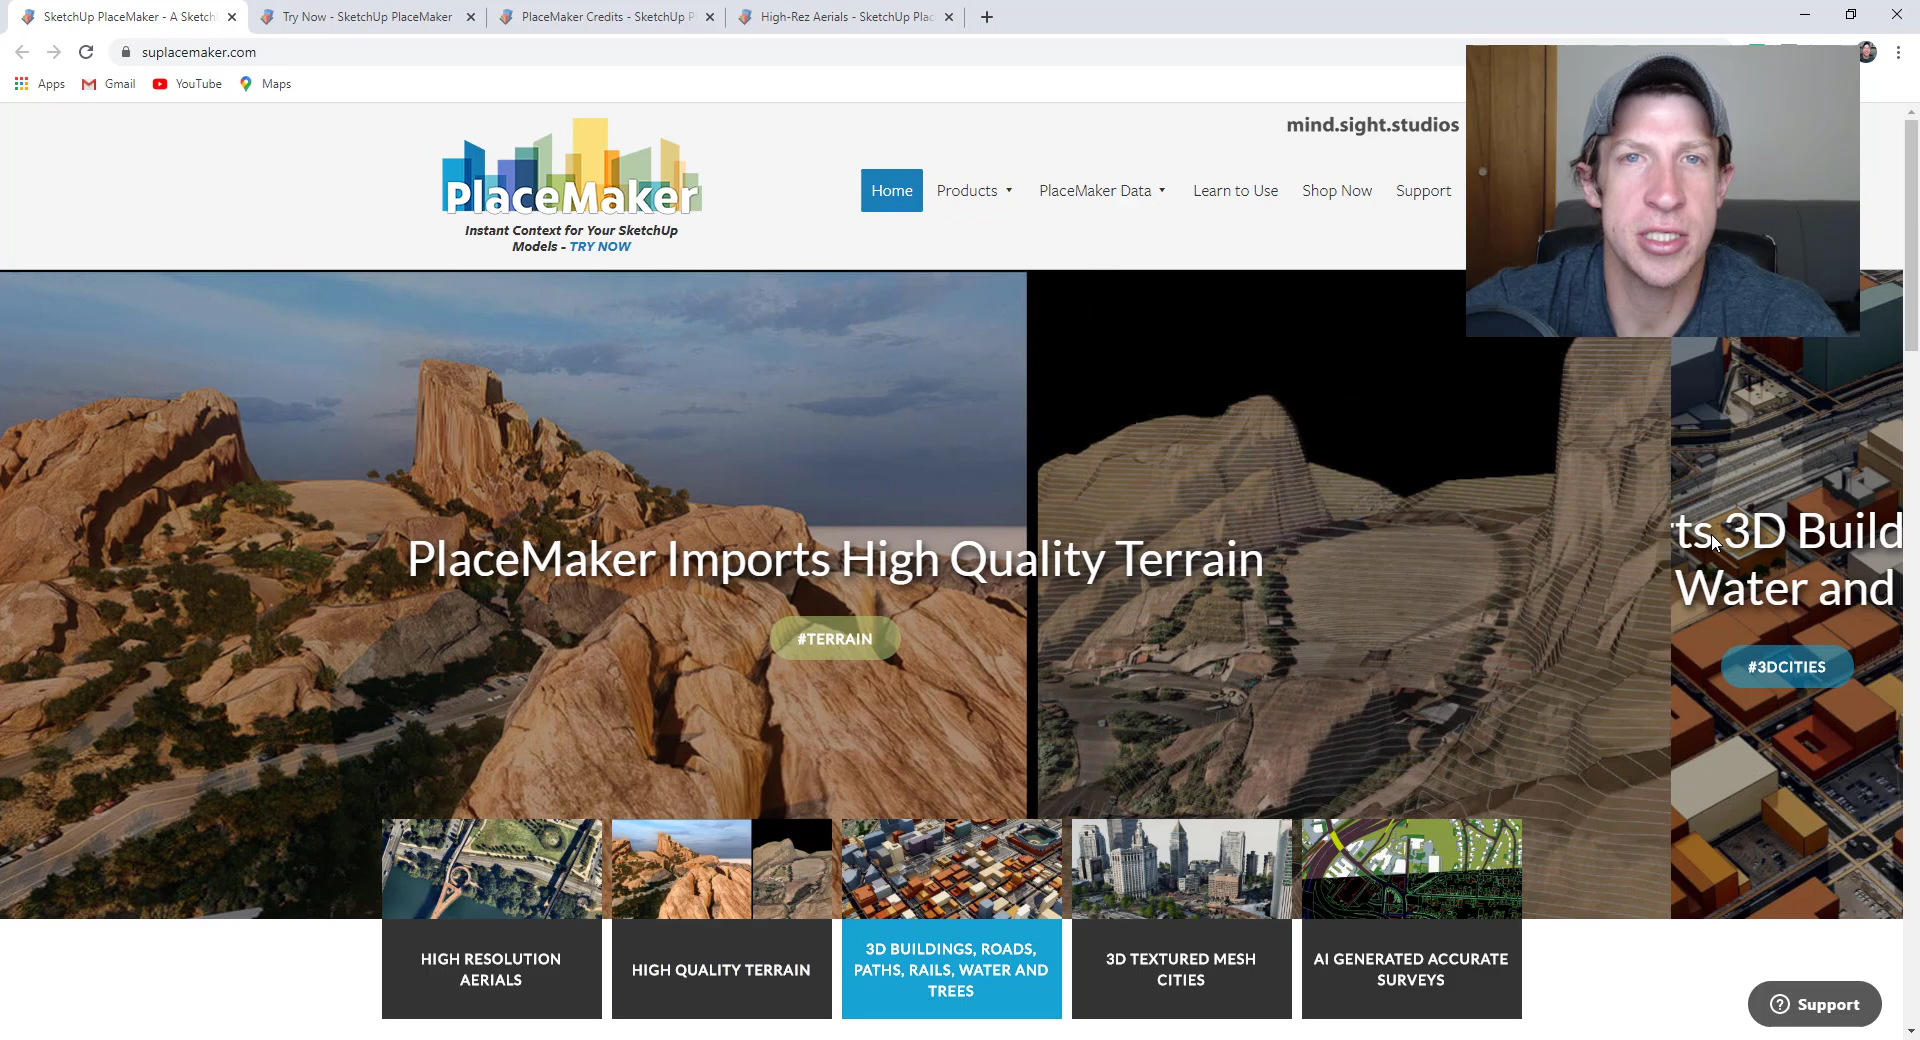 SketchUp PlaceMaker - A Sketch
Try Now - SketchUp PlaceMaker
PlaceMaker Credits - SketchUp P
High-Rez Aerials - SketchUp Plac
suplacemaker.com
Apps
Gmail
YouTube
Maps
mind.sight.studios
PlaceMaker
Instant Context for Your SketchUp
Models - TRY NOW
Home
Products
PlaceMaker Data
Learn to Use
Shop Now
Support
PlaceMaker Imports High Quality Terrain
#TERRAIN
ts 3D Build
Water and
#3DCITIES
HIGH RESOLUTION
AERIALS
HIGH QUALITY TERRAIN
3D BUILDINGS, ROADS,
PATHS, RAILS, WATER AND
TREES
3D TEXTURED MESH
CITIES
AI GENERATED ACCURATE
SURVEYS
Support